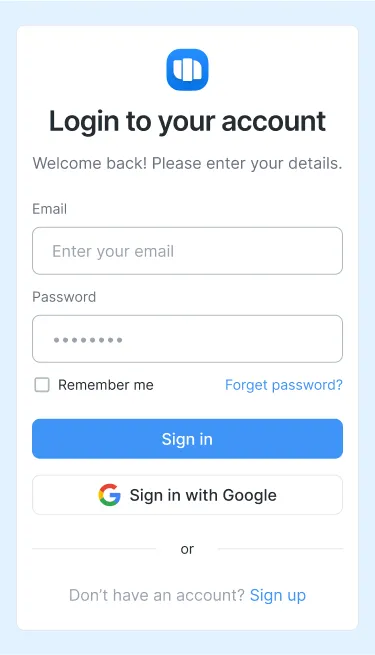 Login to your account
Welcome back! Please enter your details.
Email
Enter your email
Password
••••••••
Remember me Forget password?
Sign in
Sign in with Google
or
Don’t have an account? Sign up